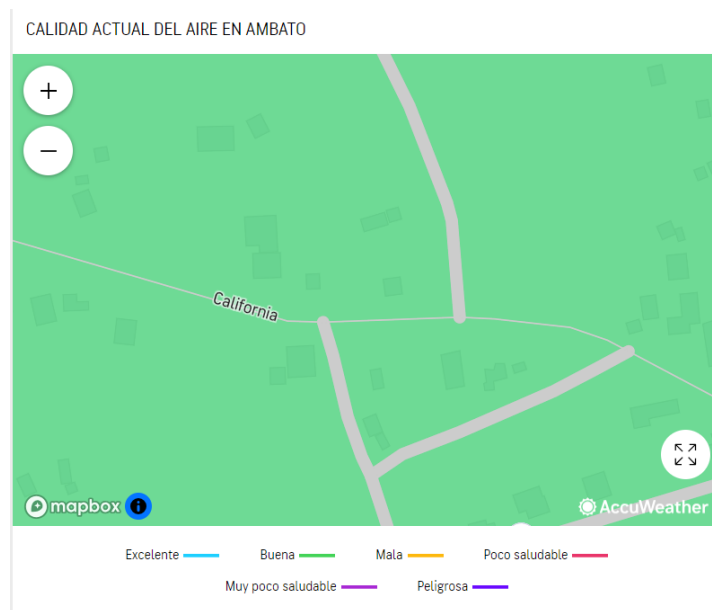 CALIDAD ACTUAL DEL AIRE EN AMBATO
California
mapbox
AccuWeather
Excelente
Buena
Mala
Poco saludable
Muy poco saludable
Peligrosa